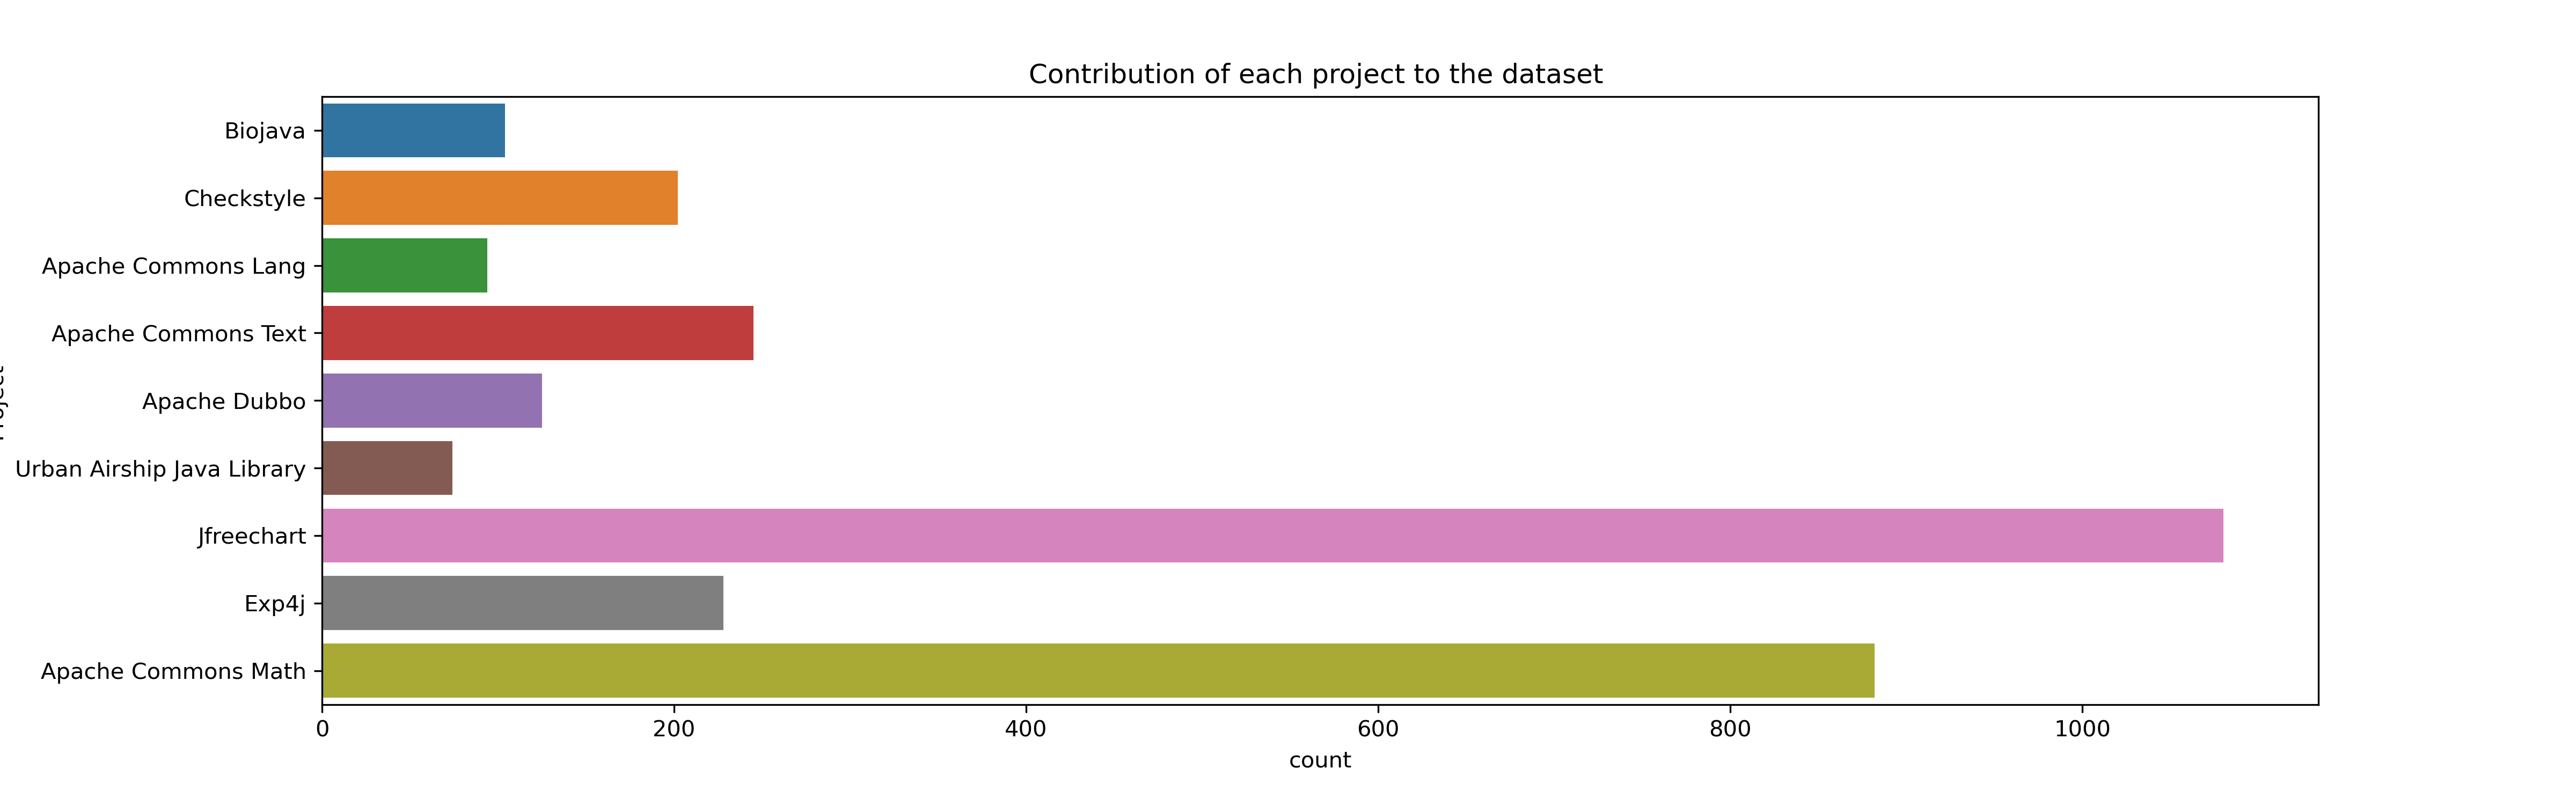 Contribution of each project to the dataset
Biojava
Checkstyle
Apache Commons Lang
Apache Commons Text
Apache Dubbo
Urban Airship Java Library
Jfreechart
Exp4j
Apache Commons Math
0 200 400 600 800 1000
count